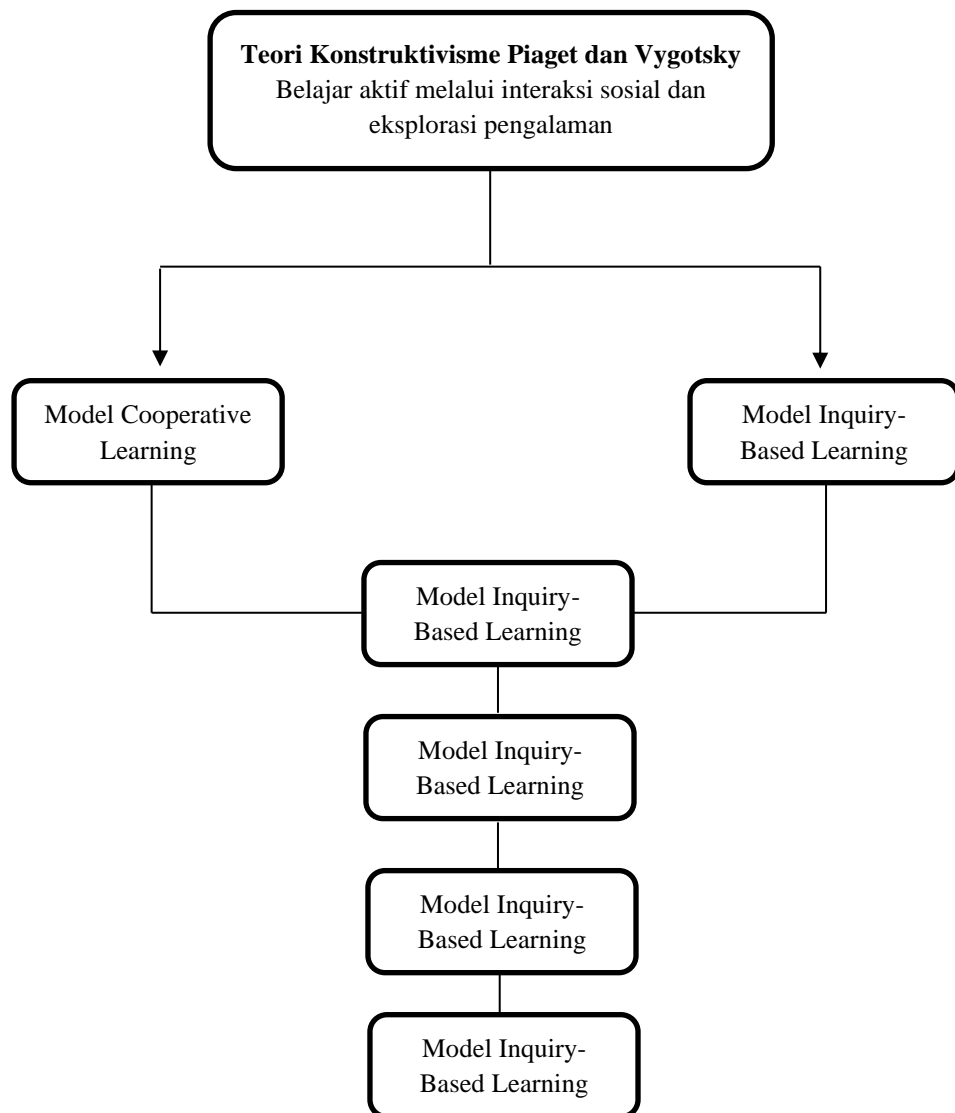 Teori Konstruktivisme Piaget dan Vygotsky
Belajar aktif melalui interaksi sosial dan
eksplorasi pengalaman
Model Cooperative
Learning
Model Inquiry-
Based Learning
Model Inquiry-
Based Learning
Model Inquiry-
Based Learning
Model Inquiry-
Based Learning
Model Inquiry-
Based Learning